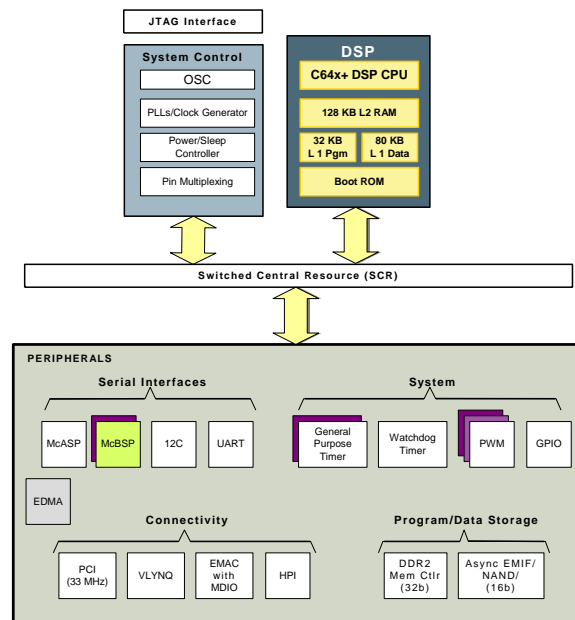 JTAG Interface
System Control
OSC
PLLs/Clock Generator
Power/Sleep
Controller
Pin Multiplexing
DSP
C64x+ DSP CPU
128 KB L2 RAM
32 KB
L 1 Pgm
80 KB
L 1 Data
Boot ROM
Switched Central Resource (SCR)
PERIPHERALS
Serial Interfaces
McASP
McBSP
12C
UART
System
General
Purpose
Timer
Watchdog
Timer
PWM
GPIO
EDMA
Connectivity
PCI
(33 MHz)
VLYNQ
EMAC
with
MDIO
HPI
Program/Data Storage
DDR2
Mem Ctlr
(32b)
Async EMIF/
NAND/
(16b)